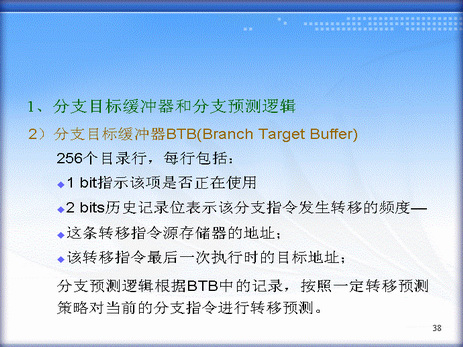 1、分支目标缓冲器和分支预测逻辑
2）分支目标缓冲器BTB(Branch Target Buffer)
256个目录行，每行包括：
◆1 bit指示该项是否正在使用
◆2 bits历史记录位表示该分支指令发生转移的频度—
◆这条转移指令源存储器的地址；
◆该转移指令最后一次执行时的目标地址；
分支预测逻辑根据BTB中的记录，按照一定转移预测
策略对当前的分支指令进行转移预测。
38